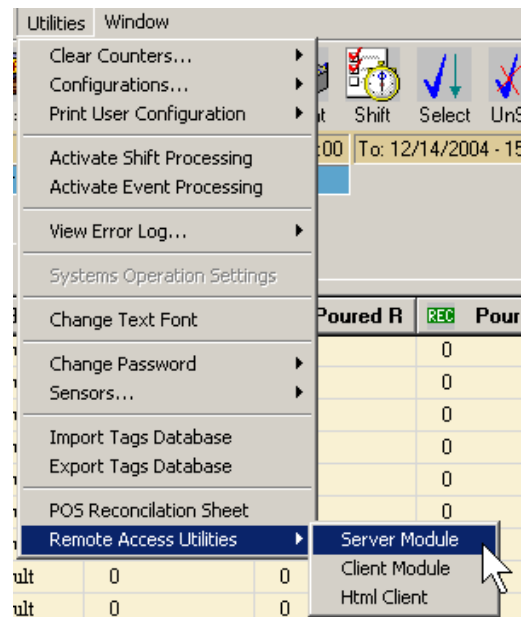 Utilities Window
Clear Counters...
Configurations...
Print User Configuration
Shift Select
Activate Shift Processing
:00 To: 12/14/2004 - 15
Activate Event Processing
View Error Log...
Systems Operation Settings
Change Text Font
Poured R REC Pour
0
Change Password
0
Sensors...
0
Import Tags Database
0
Export Tags Database
0
POS Reconcilation Sheet
0
Remote Access Utilities
Server Module
ult 0 0
Client Module
Html Client
ult 0 0